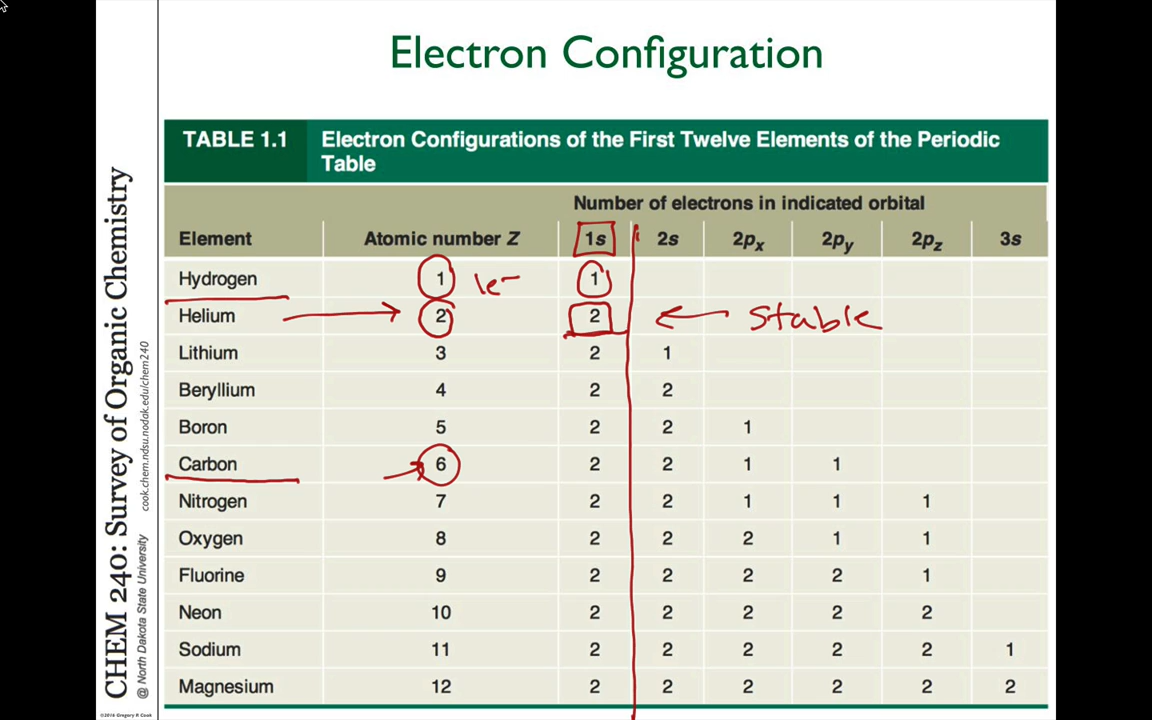 Electron Configuration
TABLE 1.1 Electron Configurations of the First Twelve Elements of the Periodic
Table
Number of electrons in indicated orbital
Element Atomic number Z 1s 2s 2px 2py 2pz 3s
Hydrogen 1 1e- 1
Helium 2 2 Stable
Lithium 3 2 1
Beryllium 4 2 2
Boron 5 2 2 1
Carbon 6 2 2 1 1
Nitrogen 7 2 2 1 1 1
Oxygen 8 2 2 2 1 1
Fluorine 9 2 2 2 2 1
Neon 10 2 2 2 2 2
Sodium 11 2 2 2 2 2 1
Magnesium 12 2 2 2 2 2 2
CHEM 240: Survey of Organic Chemistry
@ North Dakota State University cook.chem.ndsu.nodak.edu/chem240
©2016 Gregory R Cook